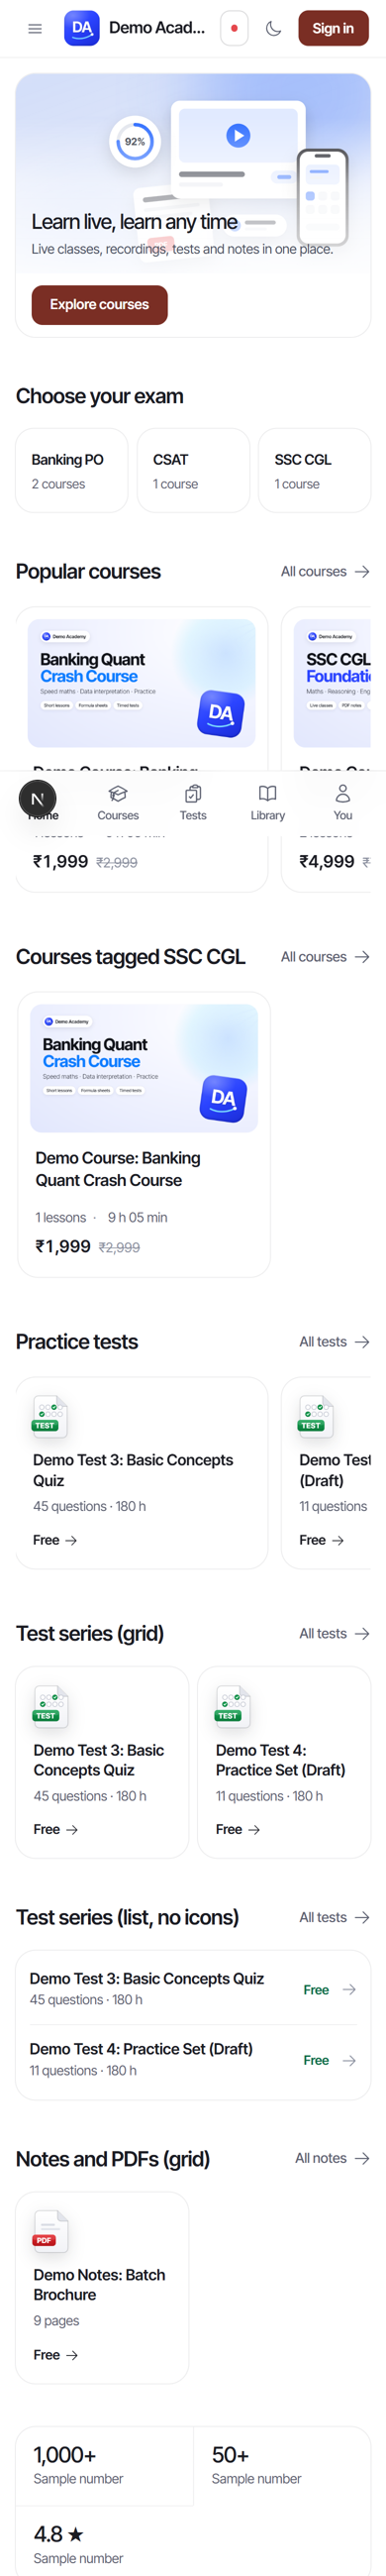 DA Demo Acad... Sign in
92%
Learn live, learn any time
Live classes, recordings, tests and notes in one place.
Explore courses
Choose your exam
Banking PO
2 courses
CSAT
1 course
SSC CGL
1 course
Popular courses
All courses →
DA Demo Academy
Banking Quant
Crash Course
Speed maths · Data interpretation · Practice
Short lessons Formula sheets Timed tests
DA
DA Demo Academy
SSC CGL
Foundatio
Maths · Reasoning · Eng
Live classes PDF notes
N
Home
Courses
Tests
Library
You
₹1,999 ₹2,999
₹4,999
Courses tagged SSC CGL
All courses →
DA Demo Academy
Banking Quant
Crash Course
Speed maths · Data interpretation · Practice
Short lessons Formula sheets Timed tests
DA
Demo Course: Banking
Quant Crash Course
1 lessons · 9 h 05 min
₹1,999 ₹2,999
Practice tests
All tests →
TEST
Demo Test 3: Basic Concepts
Quiz
45 questions · 180 h
Free →
TEST
Demo Test
(Draft)
11 questions
Free →
Test series (grid)
All tests →
TEST
Demo Test 3: Basic
Concepts Quiz
45 questions · 180 h
Free →
TEST
Demo Test 4:
Practice Set (Draft)
11 questions · 180 h
Free →
Test series (list, no icons)
All tests →
Demo Test 3: Basic Concepts Quiz
45 questions · 180 h
Free →
Demo Test 4: Practice Set (Draft)
11 questions · 180 h
Free →
Notes and PDFs (grid)
All notes →
PDF
Demo Notes: Batch
Brochure
9 pages
Free →
1,000+
Sample number
50+
Sample number
4.8 ★
Sample number